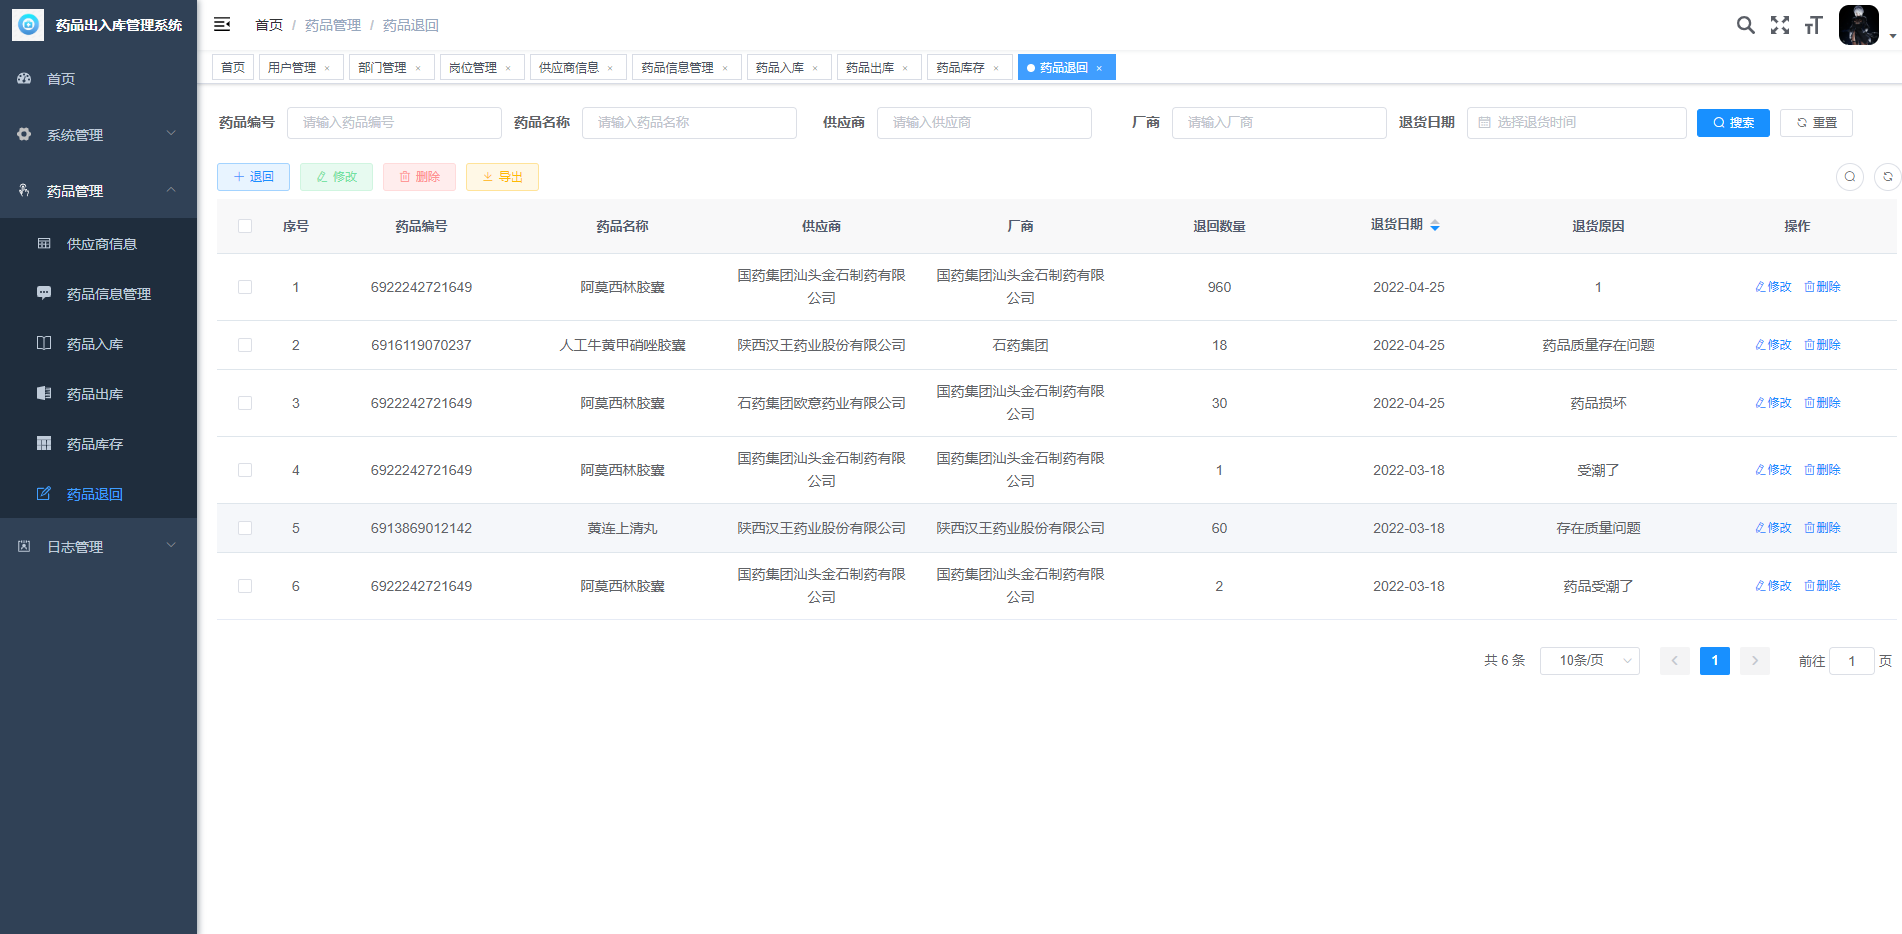 药品出入库管理系统
首页 / 药品管理 / 药品退回
首页
用户管理 ×
部门管理 ×
岗位管理 ×
供应商信息 ×
药品信息管理 ×
药品入库 ×
药品出库 ×
药品库存 ×
药品退回 ×
首页
系统管理
药品管理
供应商信息
药品信息管理
药品入库
药品出库
药品库存
药品退回
日志管理
药品编号 请输入药品编号
药品名称 请输入药品名称
供应商 请输入供应商
厂商 请输入厂商
退货日期 选择退货时间
搜索
重置
退回
修改
删除
导出
序号 药品编号 药品名称 供应商 厂商 退回数量 退货日期 退货原因 操作
1 6922242721649 阿莫西林胶囊 国药集团汕头金石制药有限公司 国药集团汕头金石制药有限公司 960 2022-04-25 1 修改 删除
2 6916119070237 人工牛黄甲硝唑胶囊 陕西汉王药业股份有限公司 石药集团 18 2022-04-25 药品质量存在问题 修改 删除
3 6922242721649 阿莫西林胶囊 石药集团欧意药业有限公司 国药集团汕头金石制药有限公司 30 2022-04-25 药品损坏 修改 删除
4 6922242721649 阿莫西林胶囊 国药集团汕头金石制药有限公司 国药集团汕头金石制药有限公司 1 2022-03-18 受潮了 修改 删除
5 6913869012142 黄连上清丸 陕西汉王药业股份有限公司 陕西汉王药业股份有限公司 60 2022-03-18 存在质量问题 修改 删除
6 6922242721649 阿莫西林胶囊 国药集团汕头金石制药有限公司 国药集团汕头金石制药有限公司 2 2022-03-18 药品受潮了 修改 删除
共 6 条 10条/页 1 前往 1 页